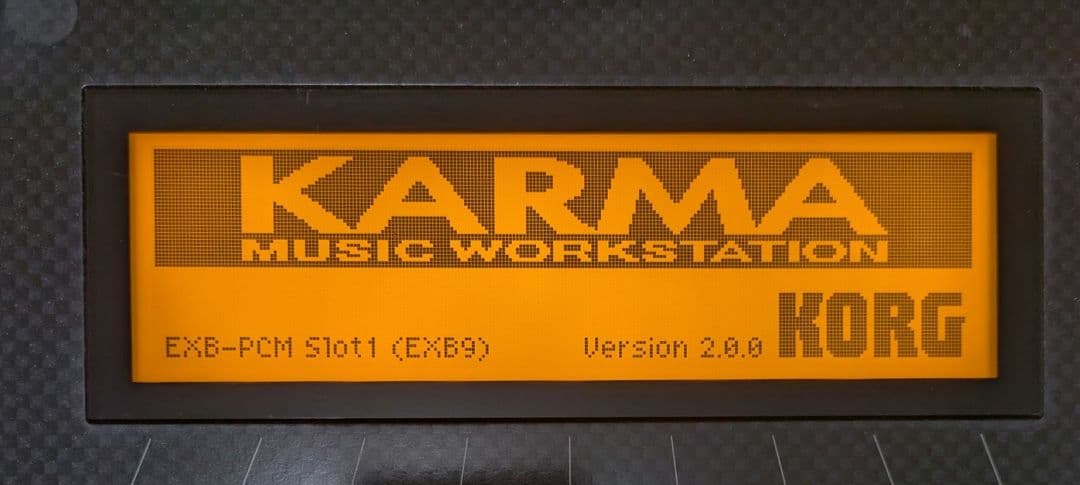 KARMA
MUSIC WORKSTATION
KORG
EXB-PCM Slot1 (EXB9) Version 2.0.0